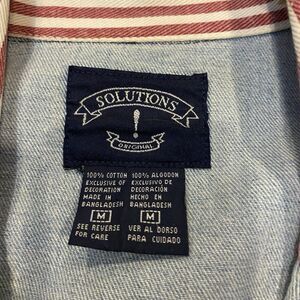 SOLUTIONS
ORIGINAL
100% COTTON 100% ALGODON
EXCLUSIVE OF EXCLUSIVO DE
DECORATION DECORACIÓN
MADE IN HECHO EN
BANGLADESH BANGLADESH
M M
SEE REVERSE VER AL DORSO
FOR CARE PARA CUIDADO